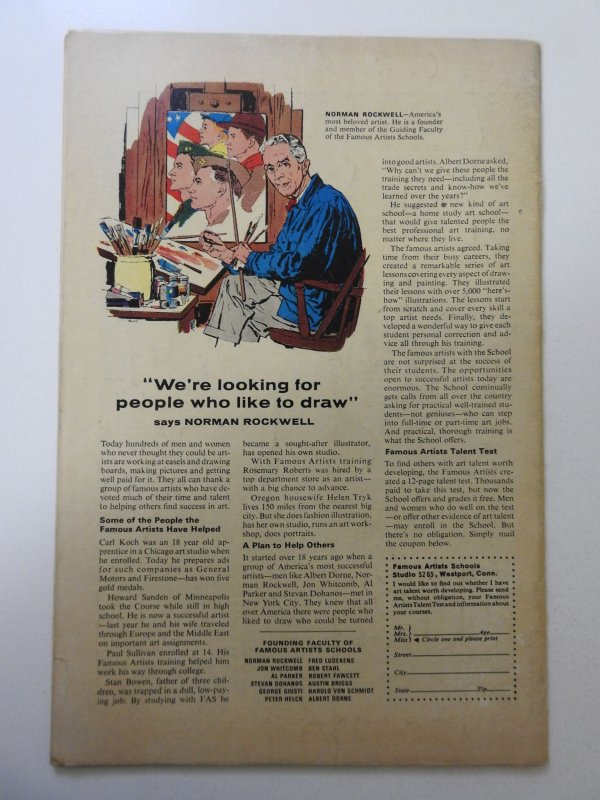 NORMAN ROCKWELL—America's
most beloved artist. He is a founder
and member of the Guiding Faculty
of the Famous Artists Schools.
"We're looking for
people who like to draw"
says NORMAN ROCKWELL
Today hundreds of men and women
who never thought they could be art-
ists are working at easels and drawing
boards, making pictures and getting
well paid for it. They all can thank a
group of famous artists who have de-
voted much of their time and talent
to helping others find success in art.
Some of the People the
Famous Artists Have Helped
Carl Koch was an 18 year old ap-
prentice in a Chicago art studio when
he enrolled. Today he prepares ads
for such companies as General
Motors and Firestone—has won five
gold medals.
Howard Sanden of Minneapolis
took the Course while still in high
school. He is now a successful artist
—last year he and his wife traveled
through Europe and the Middle East
on important art assignments.
Paul Sullivan enrolled at 14. His
Famous Artists training helped him
work his way through college.
Stan Bowen, father of three chil-
dren, was trapped in a dull, low-pay-
ing job. By studying with FAS he
became a sought-after illustrator,
has opened his own studio.
With Famous Artists training
Rosemary Roberts was hired by a
top department store as an artist—
with a big chance to advance.
Oregon housewife Helen Tryk
lives 150 miles from the nearest big
city. But she does fashion illustration,
has her own studio, runs an art work-
shop, does portraits.
A Plan to Help Others
It started over 18 years ago when a
group of America's most successful
artists—men like Albert Dorne, Nor-
man Rockwell, Jon Whitcomb, Al
Parker and Stevan Dohanos—met in
New York City. They knew that all
over America there were people who
liked to draw who could be turned
FOUNDING FACULTY OF
FAMOUS ARTISTS SCHOOLS
NORMAN ROCKWELL FRED LUDEKENS
JON WHITCOMB BEN STAHL
AL PARKER ROBERT FAWCETT
STEVAN DOHANOS AUSTIN BRIGGS
GEORGE GIUSTI HAROLD VON SCHMIDT
PETER HELCK ALBERT DORNE
into good artists. Albert Dorne asked,
"Why can't we give these people the
training they need—including all the
trade secrets and know-how we've
learned over the years?"
He suggested a new kind of art
school—a home study art school—
that would give talented people the
best professional art training, no
matter where they live.
The famous artists agreed. Taking
time from their busy careers, they
created a remarkable series of art
lessons covering every aspect of draw-
ing and painting. They illustrated
their lessons with over 5,000 "here's-
how" illustrations. The lessons start
from scratch and cover every skill a
top artist needs. Finally, they de-
veloped a wonderful way to give each
student personal correction and ad-
vice all through his training.
The famous artists with the School
are not surprised at the success of
their students. The opportunities
open to successful artists today are
enormous. The School continually
gets calls from all over the country
asking for practical well-trained stu-
dents—not geniuses—who can step
into full-time or part-time art jobs.
And practical, thorough training is
what the School offers.
Famous Artists Talent Test
To find others with art talent worth
developing, the Famous Artists cre-
ated a 12-page talent test. Thousands
paid to take this test, but now the
School offers and grades it free. Men
and women who do well on the test
—or offer other evidence of art talent
—may enroll in the School. But
there's no obligation. Simply mail
the coupon below.
Famous Artists Schools
Studio 5265, Westport, Conn.
I would like to find out whether I have
art talent worth developing. Please send
me, without obligation, your Famous
Artists Talent Test and information about
your courses.
Mr.
Mrs. Age
Miss Circle one and please print
Street
City
State Zip